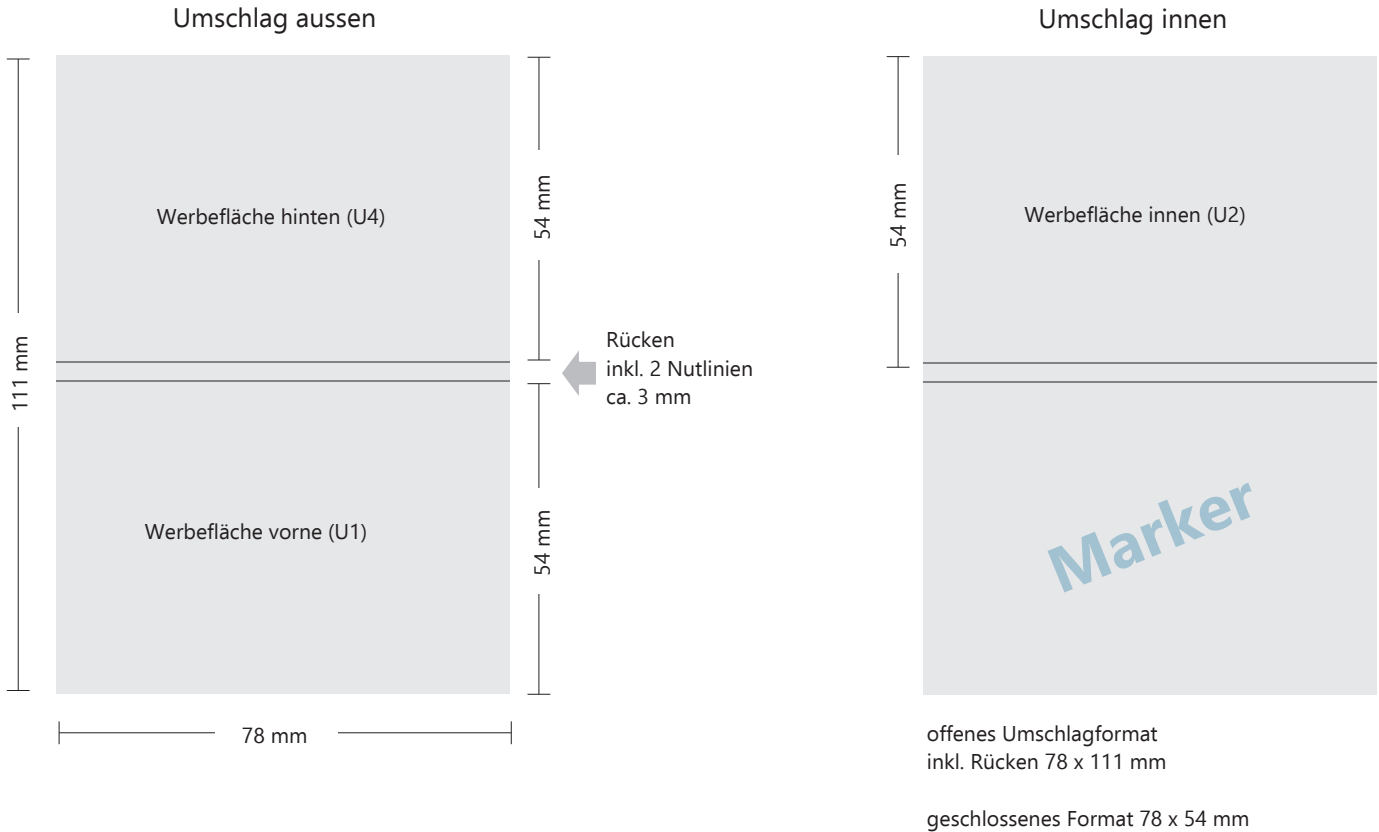 Umschlag aussen
111 mm
Werbefläche hinten (U4)
54 mm
Rücken
inkl. 2 Nutlinien
ca. 3 mm
Werbefläche vorne (U1)
54 mm
78 mm
Umschlag innen
54 mm
Werbefläche innen (U2)
Marker
offenes Umschlagformat
inkl. Rücken 78 x 111 mm
geschlossenes Format 78 x 54 mm